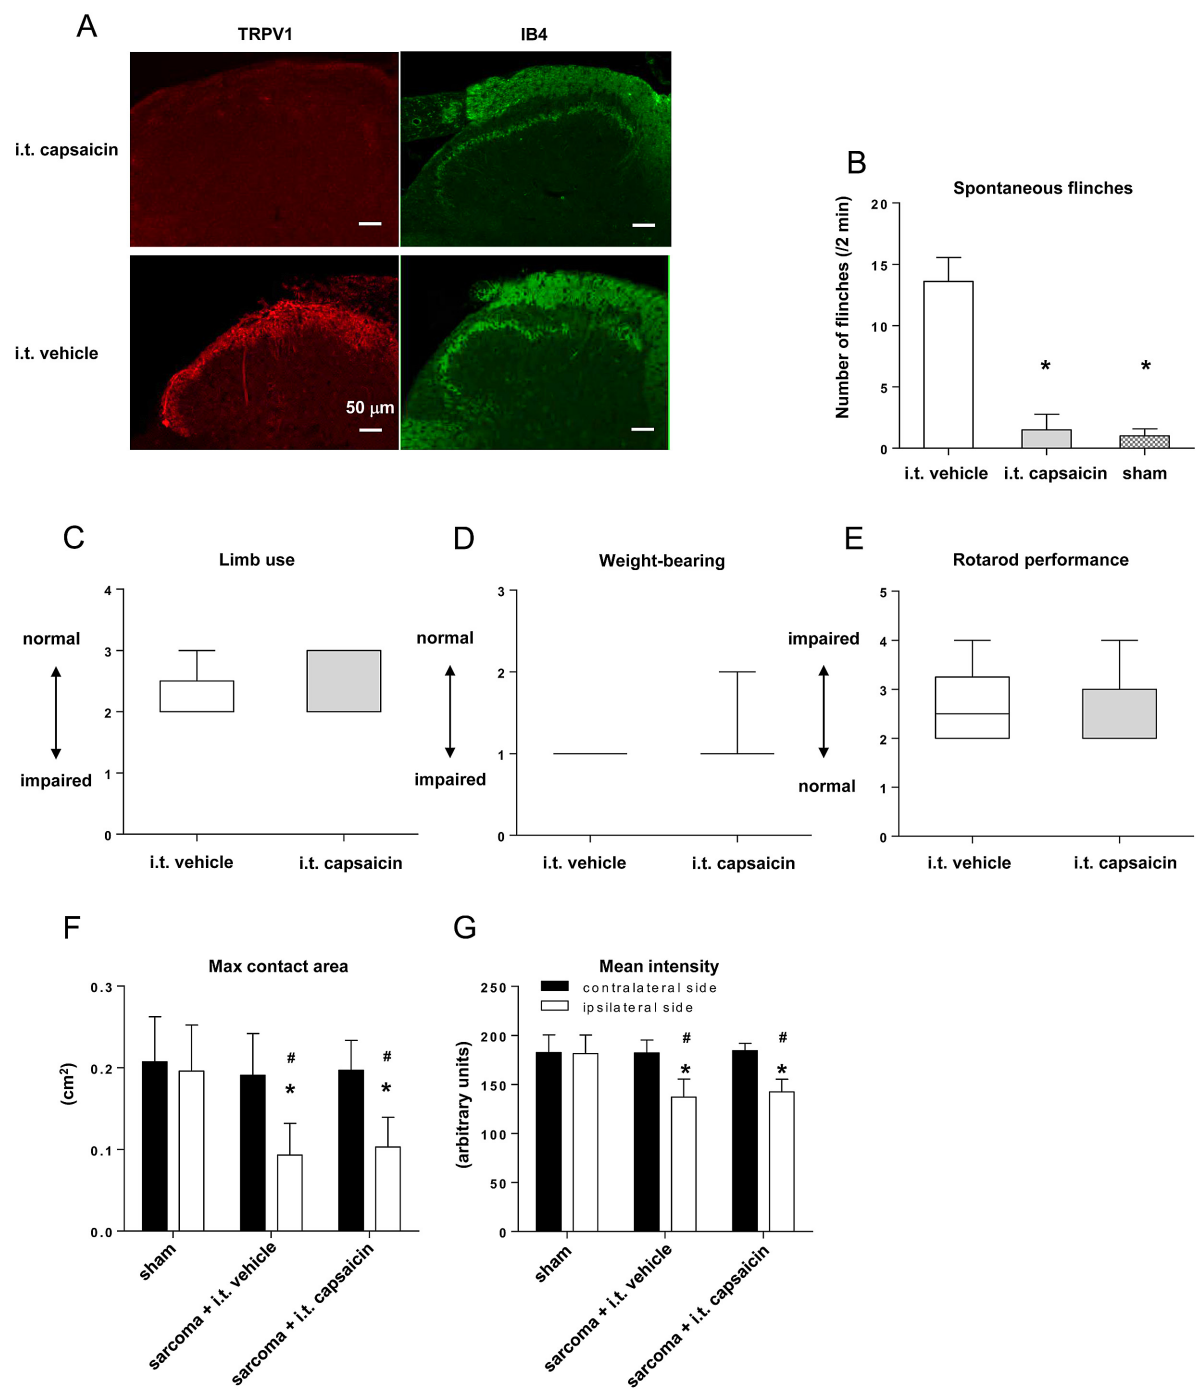 A
TRPV1
IB4
i.t. capsaicin
i.t. vehicle
50 μm
B
Spontaneous flinches
Number of flinches (/2 min)
20
15
10
5
0
*
*
i.t. vehicle
i.t. capsaicin
sham
C
Limb use
normal
impaired
4
3
2
1
0
i.t. vehicle
i.t. capsaicin
D
Weight-bearing
normal
impaired
3
2
1
0
i.t. vehicle
i.t. capsaicin
E
Rotarod performance
impaired
normal
5
4
3
2
1
0
i.t. vehicle
i.t. capsaicin
F
Max contact area
(cm²)
0.3
0.2
0.1
0.0
#
*
#
*
sham
sarcoma + i.t. vehicle
sarcoma + i.t. capsaicin
G
Mean intensity
contralateral side
ipsilateral side
(arbitrary units)
250
200
150
100
50
0
#
*
#
*
sham
sarcoma + i.t. vehicle
sarcoma + i.t. capsaicin